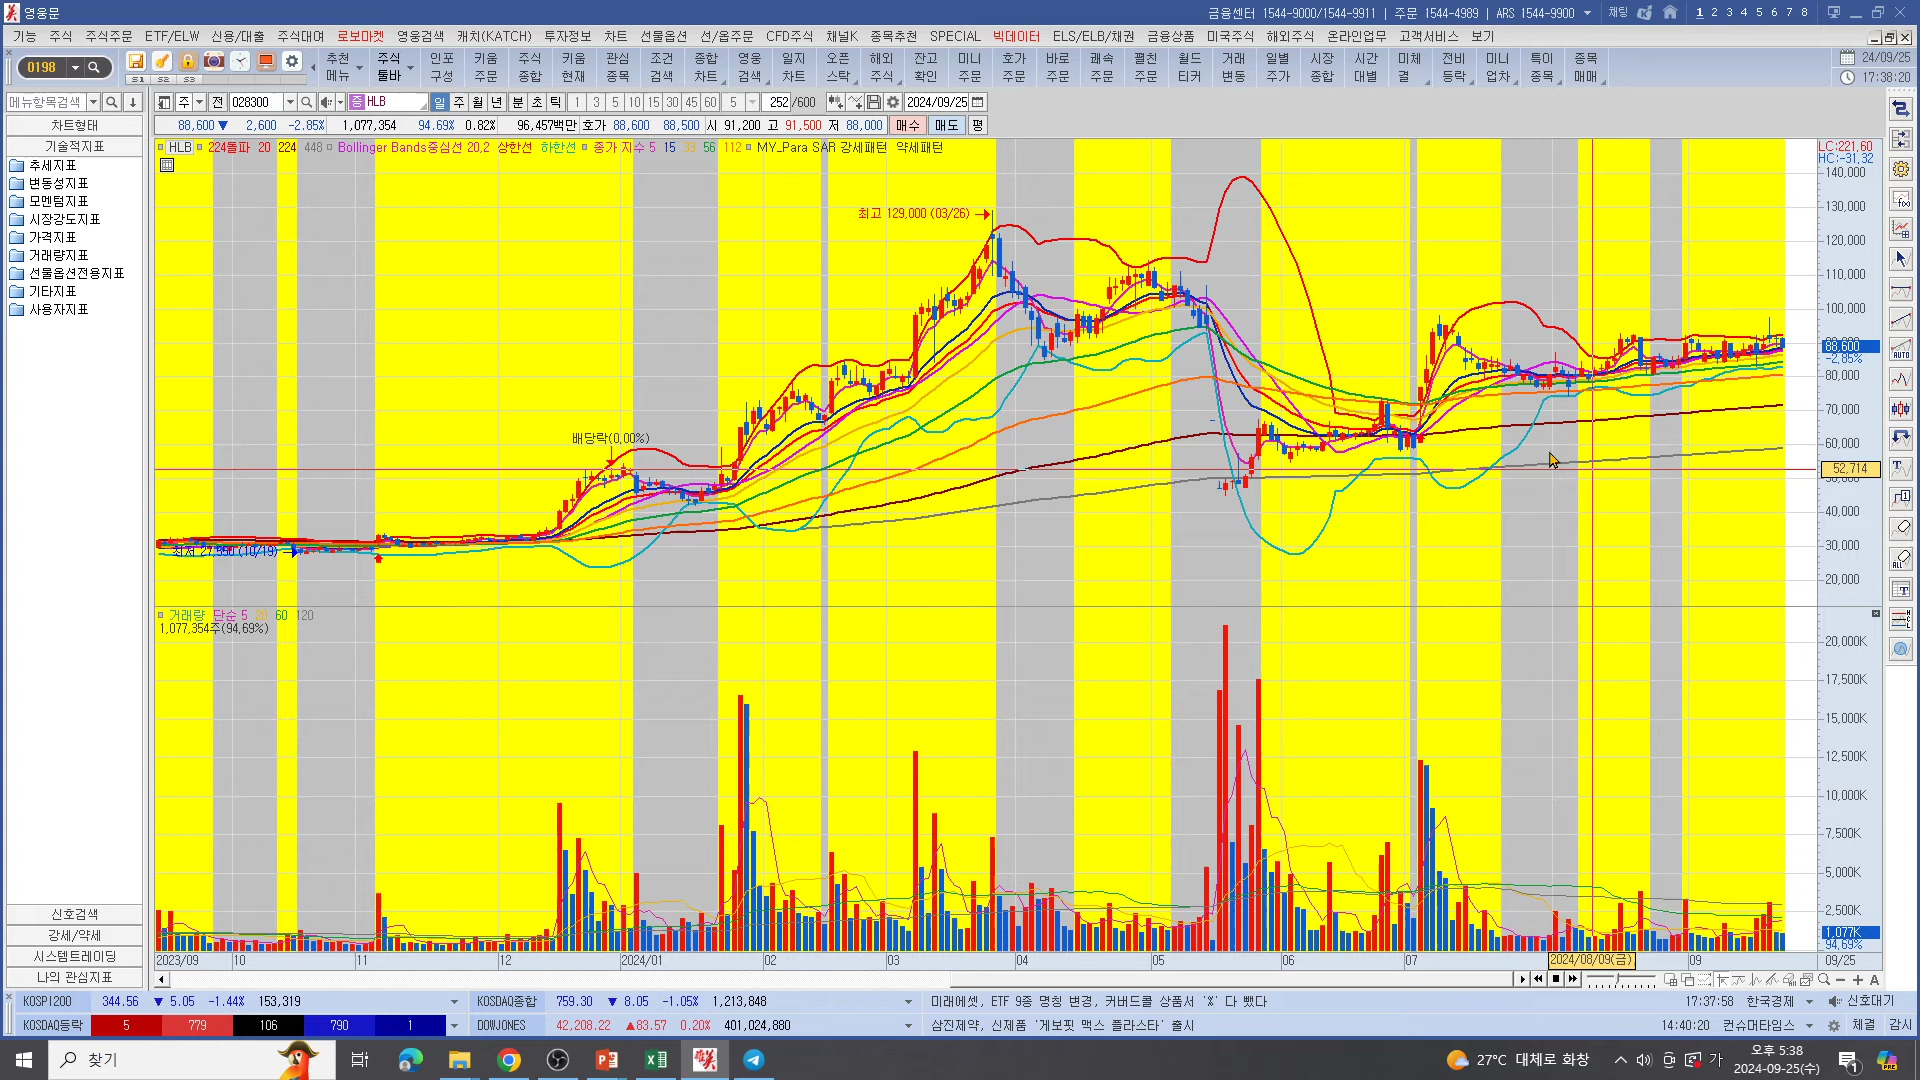 영웅문
금융센터 1544-9000/1544-9911 | 주문 1544-4989 | ARS 1544-9900 채팅 1 2 3 4 5 6 7 8
기능 주식 주식주문 ETF/ELW 신용/대출 주식대여 로보마켓 영웅검색 캐치(KATCH) 투자정보 차트 선물옵션 선/옵주문 CFD주식 채널K 종목추천 SPECIAL 빅데이터 ELS/ELB/채권 금융상품 미국주식 해외주식 온라인업무 고객서비스 보기
0198
S1 S2 S3
추천 메뉴
주식 툴바
인포 구성
키움 주문
주식 종합
키움 현재
관심 종목
조건 검색
종합 차트
영웅 검색
일지 차트
오픈 스탁
해외 주식
잔고 확인
미니 주문
호가 주문
바로 주문
쾌속 주문
펼친 주문
월드 티커
거래 변동
일별 주가
시장 종합
시간 대별
미체 결
전비 등락
미니 업차
특이 종목
종목 매매
24/09/25
17:38:20
메뉴항목검색
주 전 028300 증 HLB 일 주 월 년 분 초 틱 1 3 5 10 15 30 45 60 5 252 /600 2024/09/25
88,600 ▼ 2,600 -2.85% 1,077,354 94.69% 0.82% 96,457백만 호가 88,600 88,500 시 91,200 고 91,500 저 88,000 매수 매도 평
차트형태
기술적지표
추세지표
변동성지표
모멘텀지표
시장강도지표
가격지표
거래량지표
선물옵션전용지표
기타지표
사용자지표
신호검색
강세/약세
시스템트레이딩
나의 관심지표
HLB 224돌파 20 224 448 Bollinger Bands중심선 20,2 상한선 하한선 종가 지수 5 15 33 56 112 MY_Para SAR 강세패턴 약세패턴
LC:221,60
HC:-31,32
140,000
130,000
120,000
110,000
100,000
88,600
-2,85%
80,000
70,000
60,000
52,714
40,000
30,000
20,000
최고 129,000 (03/26)
배당락(0,00%)
최저 27,550 (10/19)
거래량 단순 5 20 60 120
1,077,354주(94,69%)
20,000K
17,500K
15,000K
12,500K
10,000K
7,500K
5,000K
2,500K
1,077K
94,69%
2023/09 10 11 12 2024/01 02 03 04 05 06 07 2024/08/09(금) 09 09/25
KOSPI200 344.56 ▼ 5.05 -1.44% 153,319 KOSDAQ종합 759.30 ▼ 8.05 -1.05% 1,213,848 미래에셋, ETF 9종 명칭 변경, 커버드콜 상품서 '%' 다 뺐다 17:37:58 한국경제 신호대기
KOSDAQ등락 5 779 106 790 1 DOWJONES 42,208.22 ▲83.57 0.20% 401,024,880 삼진제약, 신제품 '게보핏 맥스 플라스타' 출시 14:40:20 컨슈머타임스 체결 감시
찾기
27°C 대체로 화창 가 오후 5:38
2024-09-25(수)